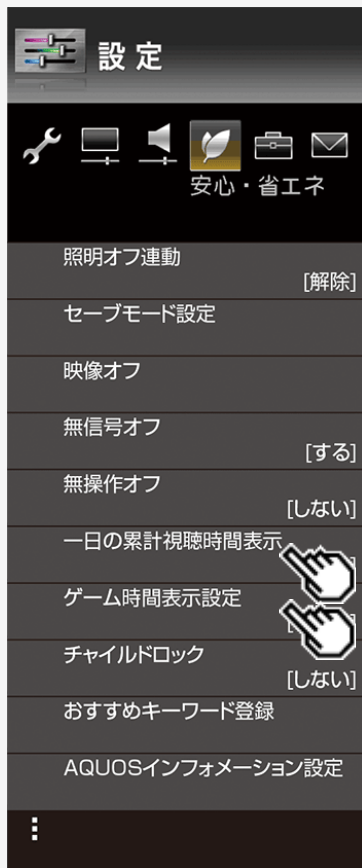 設定
安心・省エネ
照明オフ連動
[解除]
セーブモード設定
映像オフ
無信号オフ
[する]
無操作オフ
[しない]
一日の累計視聴時間表示
ゲーム時間表示設定
チャイルドロック
[しない]
おすすめキーワード登録
AQUOSインフォメーション設定